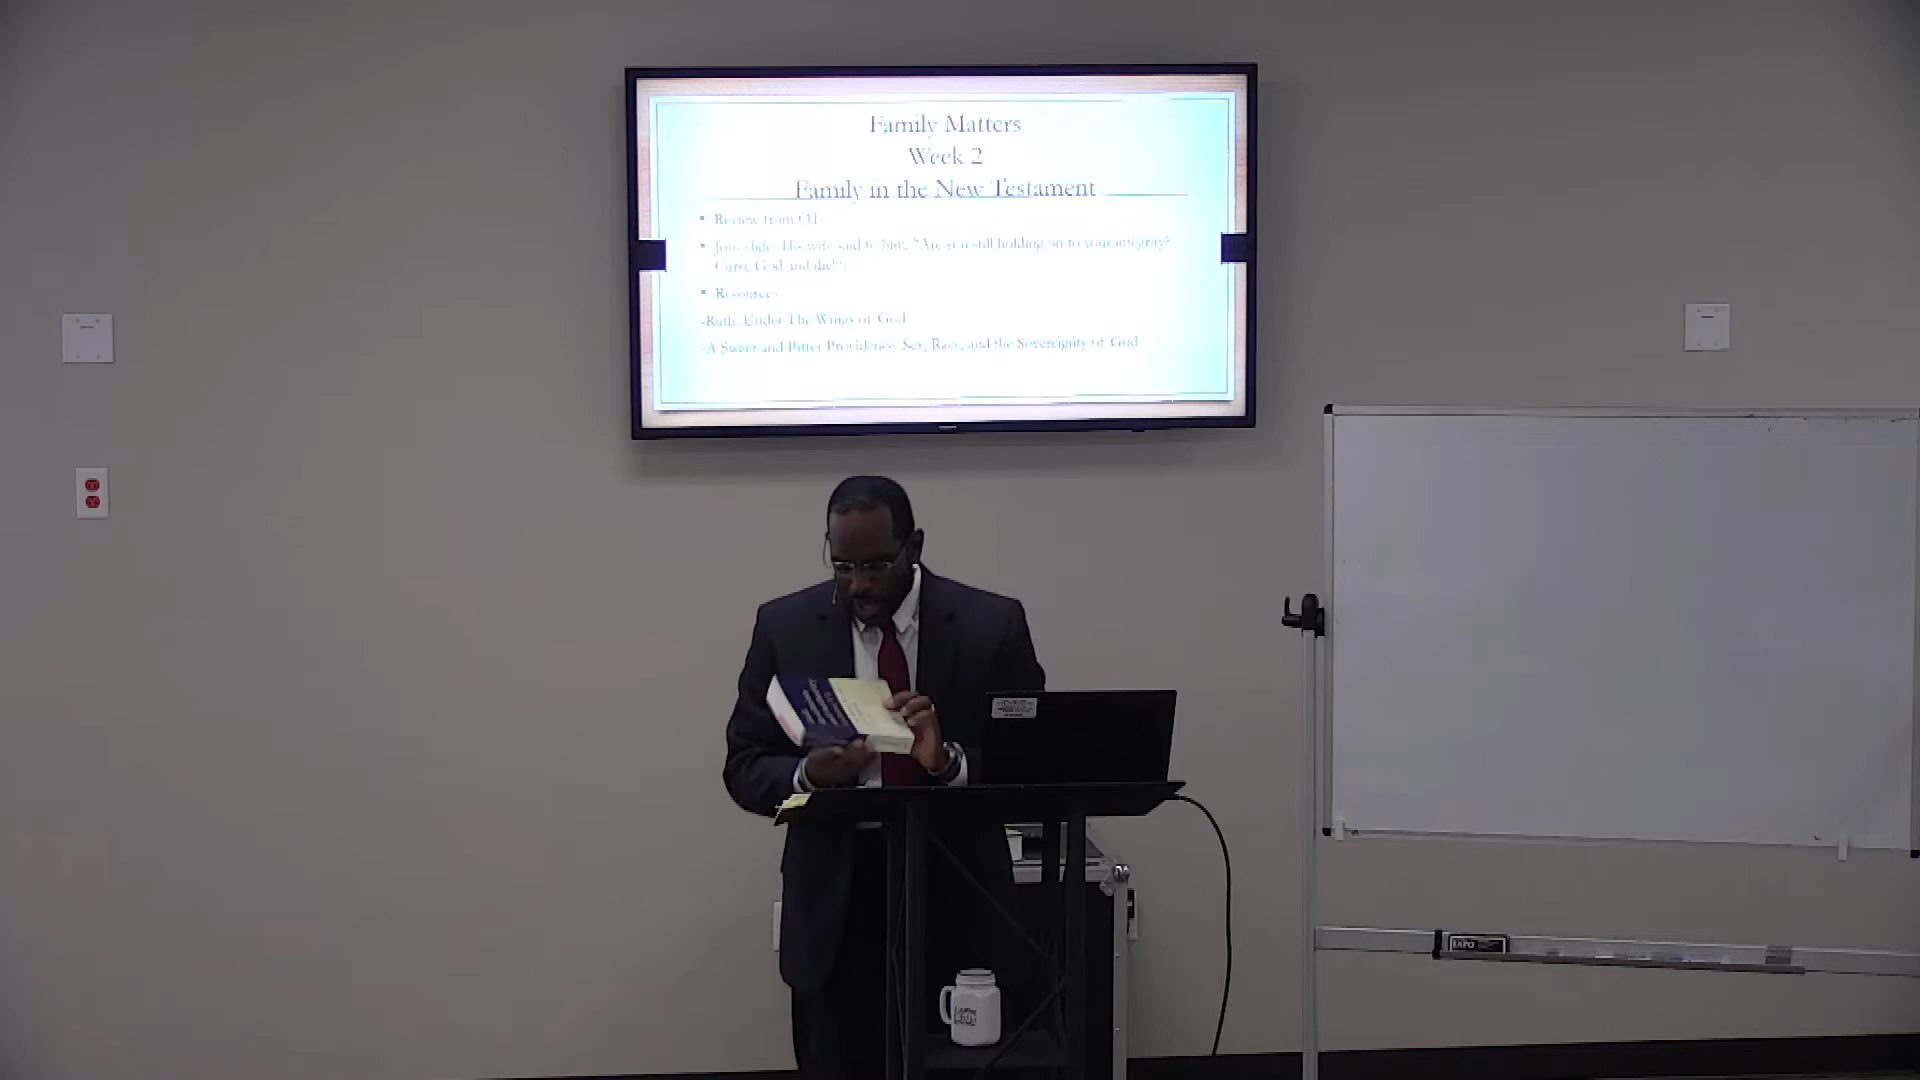 Family Matters
Week 2
Family in the New Testament
• Review from OT
• Job slide: His wife said to him, "Are you still holding on to your integrity?
Curse God and die!"
• Resources
-Ruth: Under The Wings of God
-A Sweet and Bitter Providence: Sex, Race, and the Sovereignty of God
EXPO